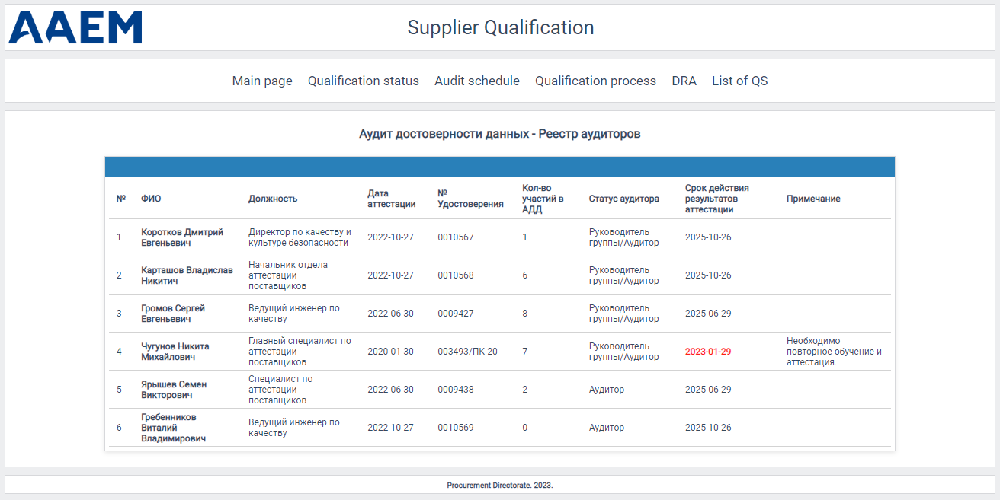 AAEM
Supplier Qualification
Main page Qualification status Audit schedule Qualification process DRA List of QS
Аудит достоверности данных - Реестр аудиторов
№ ФИО Должность Дата аттестации № Удостоверения Кол-во участий в АДД Статус аудитора Срок действия результатов аттестации Примечание
1 Коротков Дмитрий Евгеньевич Директор по качеству и культуре безопасности 2022-10-27 0010567 1 Руководитель группы/Аудитор 2025-10-26
2 Карташов Владислав Никитич Начальник отдела аттестации поставщиков 2022-10-27 0010568 6 Руководитель группы/Аудитор 2025-10-26
3 Громов Сергей Евгеньевич Ведущий инженер по качеству 2022-06-30 0009427 8 Руководитель группы/Аудитор 2025-06-29
4 Чугунов Никита Михайлович Главный специалист по аттестации поставщиков 2020-01-30 003493/ПК-20 7 Руководитель группы/Аудитор 2023-01-29 Необходимо повторное обучение и аттестация.
5 Ярышев Семен Викторович Специалист по аттестации поставщиков 2022-06-30 0009438 2 Аудитор 2025-06-29
6 Гребенников Виталий Владимирович Ведущий инженер по качеству 2022-10-27 0010569 0 Аудитор 2025-10-26
Procurement Directorate. 2023.